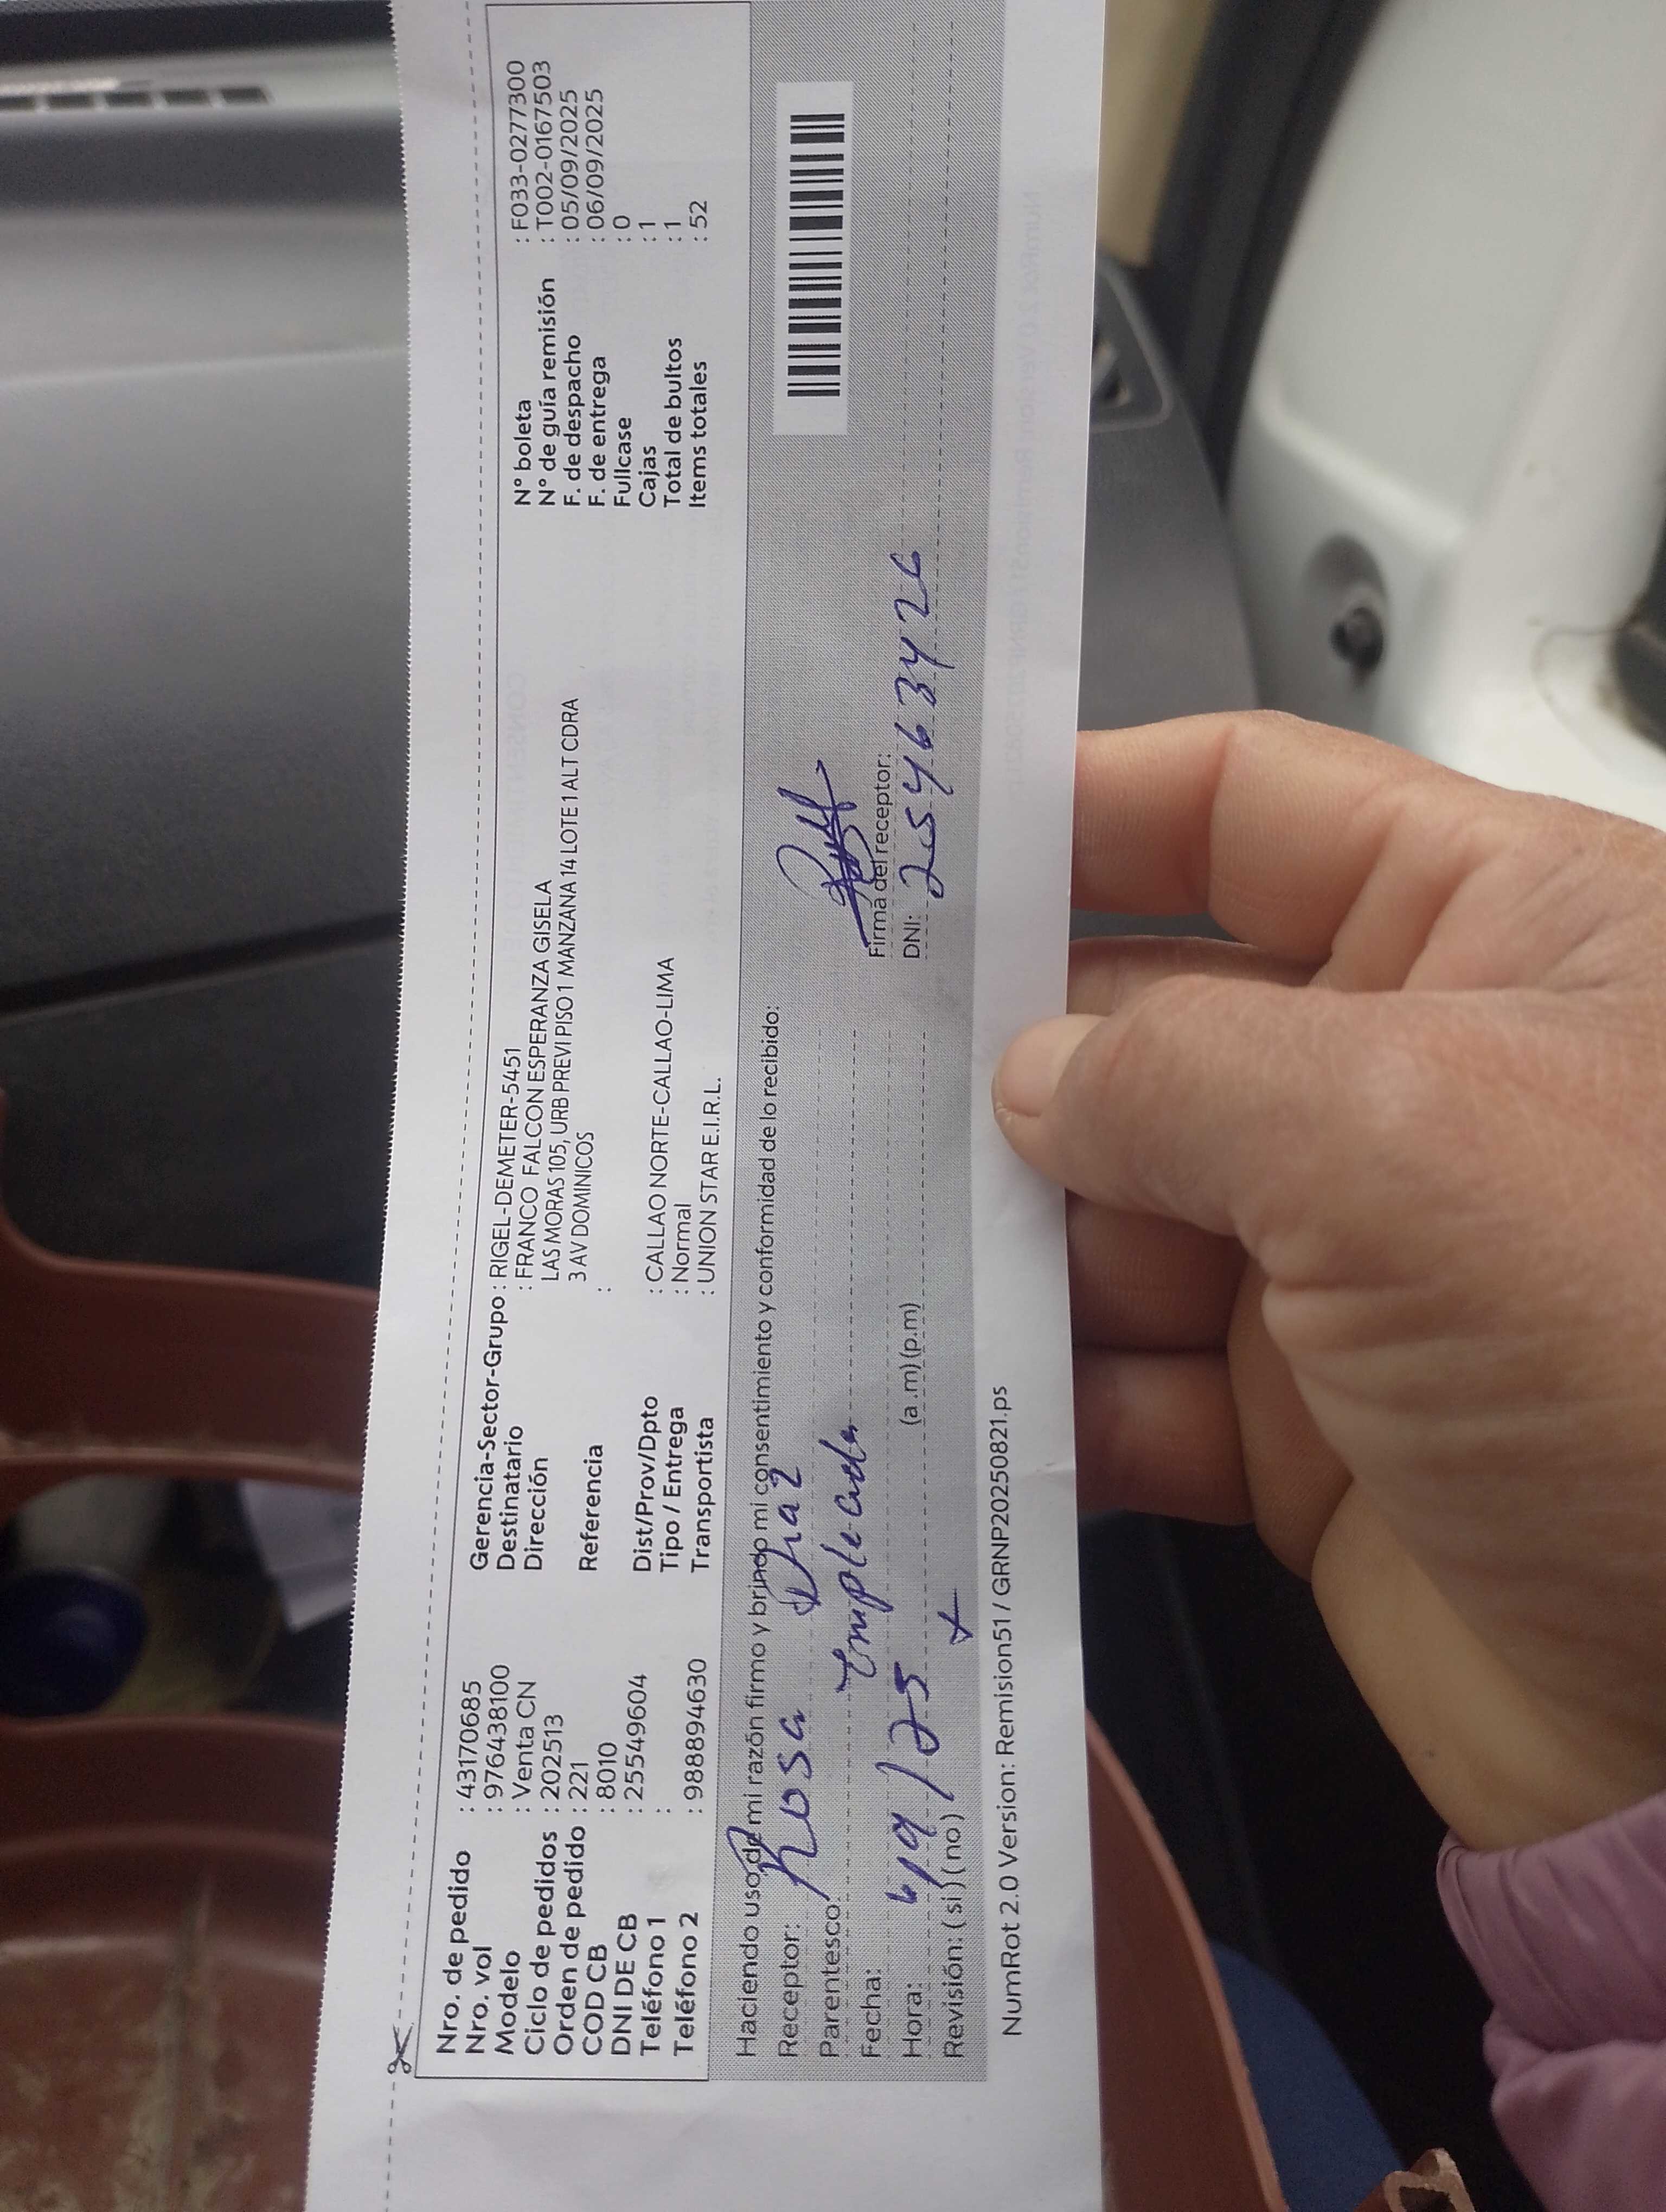 Nro. de pedido : 43170685
Nro. vol : 976438100
Modelo : Venta CN
Ciclo de pedidos : 202513
Orden de pedido : 221
COD CB : 8010
DNI DE CB : 25549604
Teléfono 1 :
Teléfono 2 : 988894630
Gerencia-Sector-Grupo : RIGEL-DEMETER-5451
Destinatario : FRANCO FALCON ESPERANZA GISELA
Dirección LAS MORAS 105, URB PREVI PISO 1 MANZANA 14 LOTE 1 ALT CDRA
3 AV DOMINICOS
Referencia :
Dist/Prov/Dpto : CALLAO NORTE-CALLAO-LIMA
Tipo / Entrega : Normal
Transportista : UNION STAR E.I.R.L.
N° boleta : F033-0277300
N° de guía remisión : T002-0167503
F. de despacho : 05/09/2025
F. de entrega : 06/09/2025
Fullcase : 0
Cajas : 1
Total de bultos : 1
Items totales : 52
Haciendo uso de mi razón firmo y brindo mi consentimiento y conformidad de lo recibido:
Receptor: Rosa Diaz
Parentesco: Empleada
Fecha: 6/9/25
Hora: (a .m) (p.m)
Revisión: ( si ) ( no )
Firma del receptor:
DNI: 25463426
NumRot 2.0 Version: Remision51 / GRNP20250821.ps